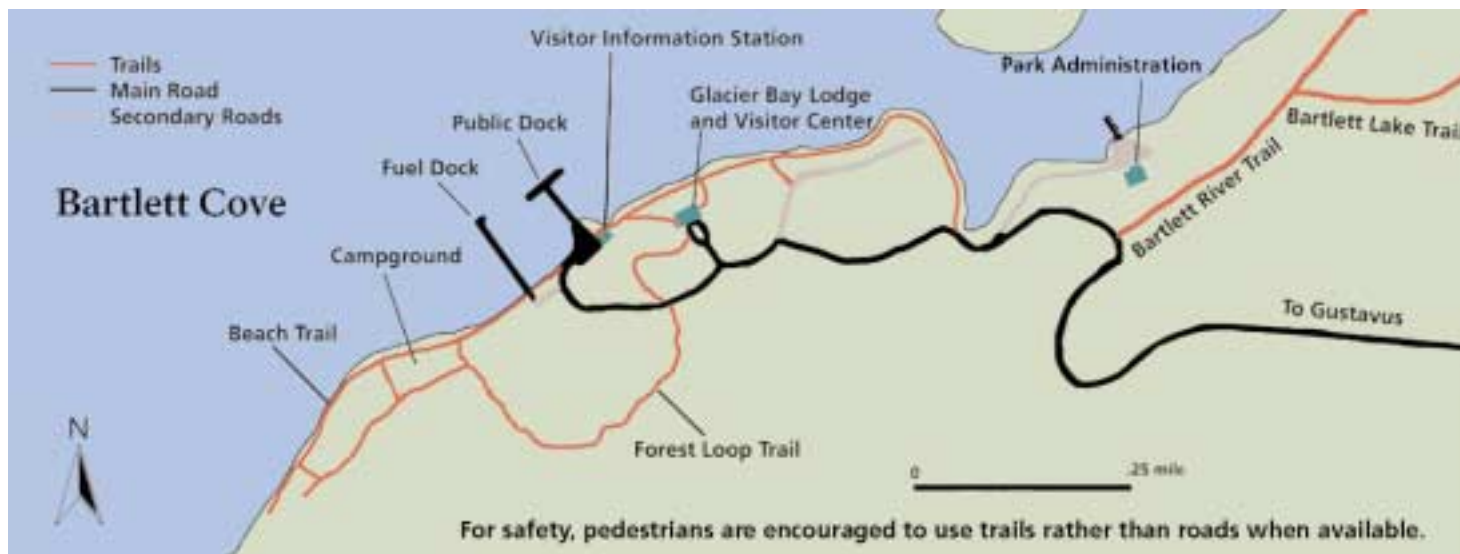 Visitor Information Station
Trails
Main Road
Secondary Roads
Park Administration
Glacier Bay Lodge
and Visitor Center
Public Dock
Bartlett Lake Trail
Fuel Dock
Bartlett River Trail
Bartlett Cove
Campground
To Gustavus
Beach Trail
N
Forest Loop Trail
0
.25 mile
For safety, pedestrians are encouraged to use trails rather than roads when available.